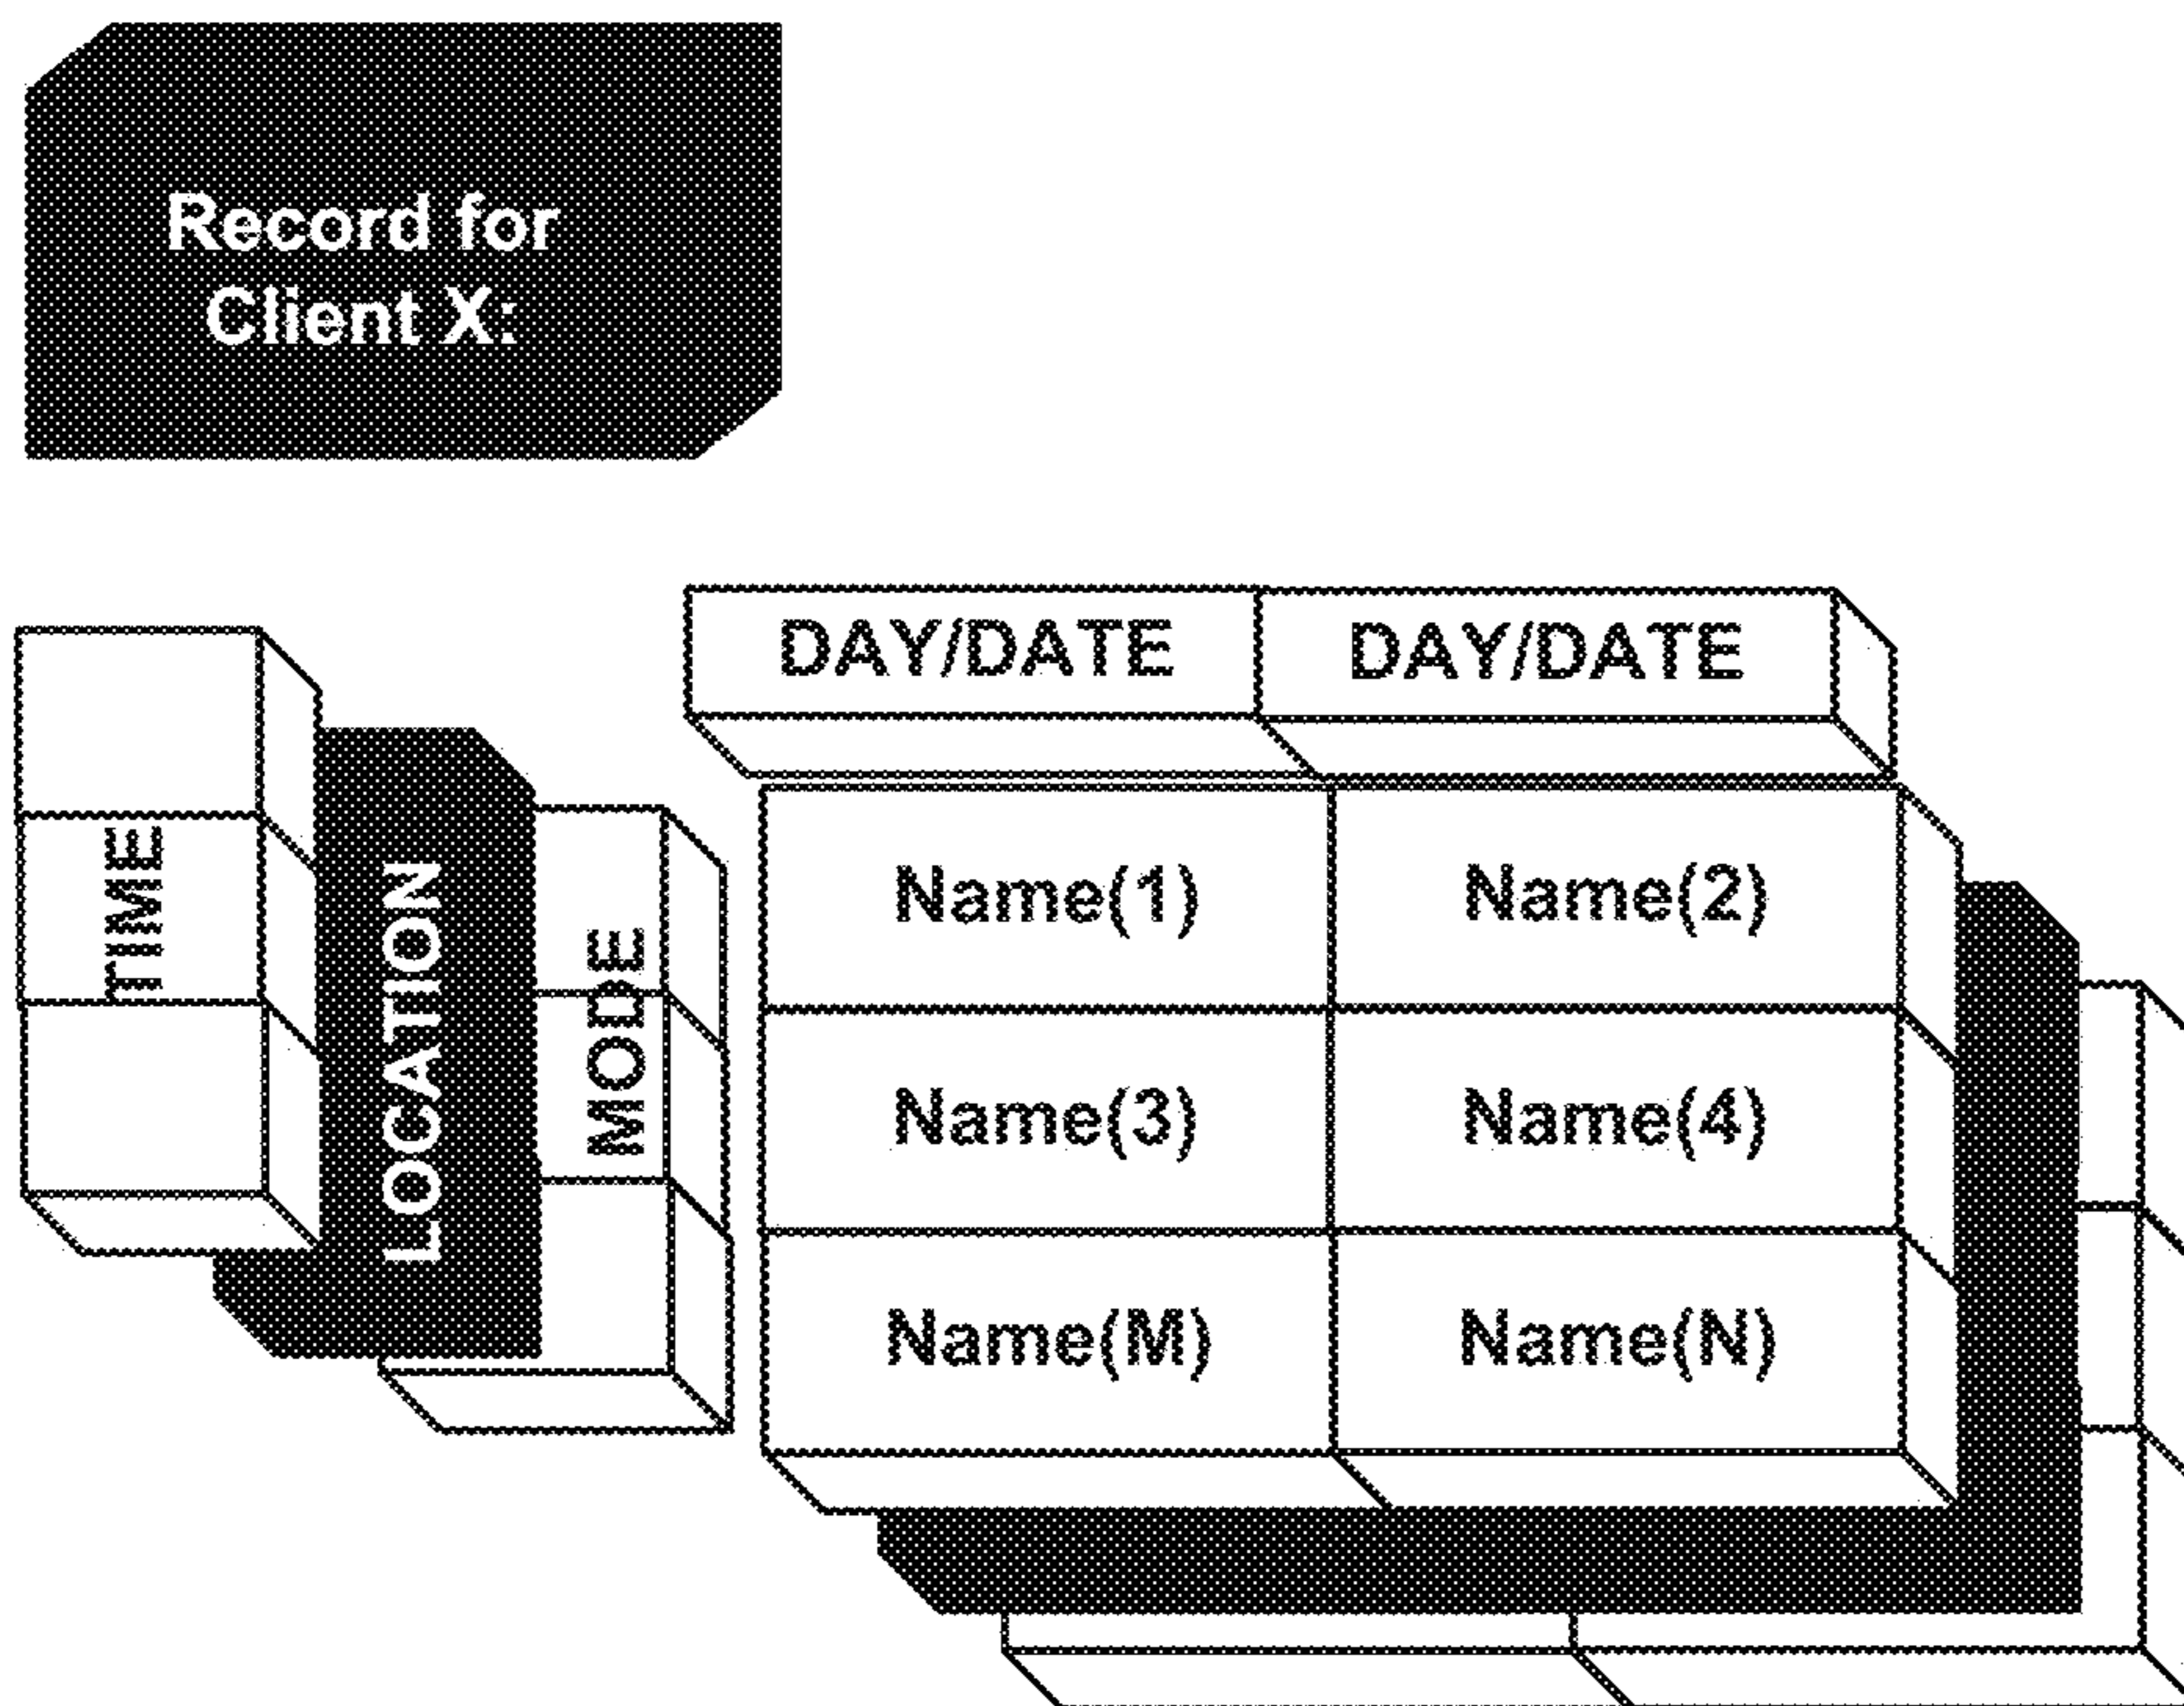 Record for
Client X:
DAY/DATE DAY/DATE
TIME
LOCATION
MODE
Name(1) Name(2)
Name(3) Name(4)
Name(M) Name(N)